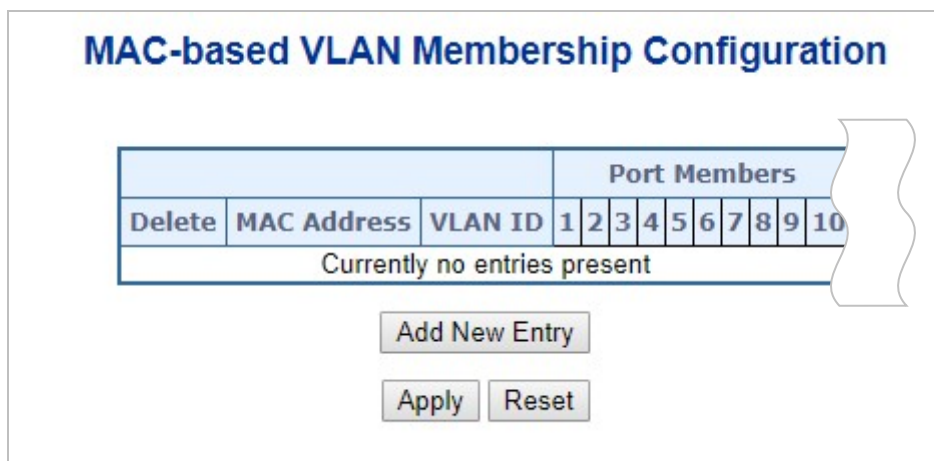 MAC-based VLAN Membership Configuration
Port Members
Delete MAC Address VLAN ID 1 2 3 4 5 6 7 8 9 10
Currently no entries present
Add New Entry
Apply Reset